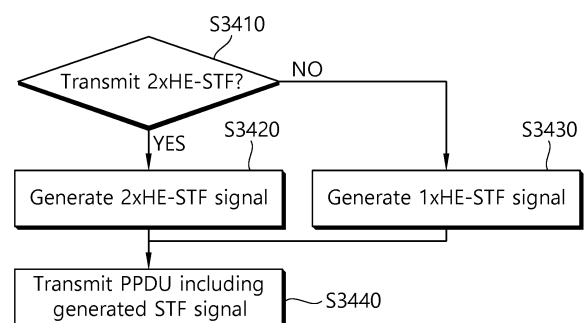 S3410
Transmit 2xHE-STF?
NO
YES
S3420
S3430
Generate 2xHE-STF signal
Generate 1xHE-STF signal
Transmit PPDU including
generated STF signal
S3440